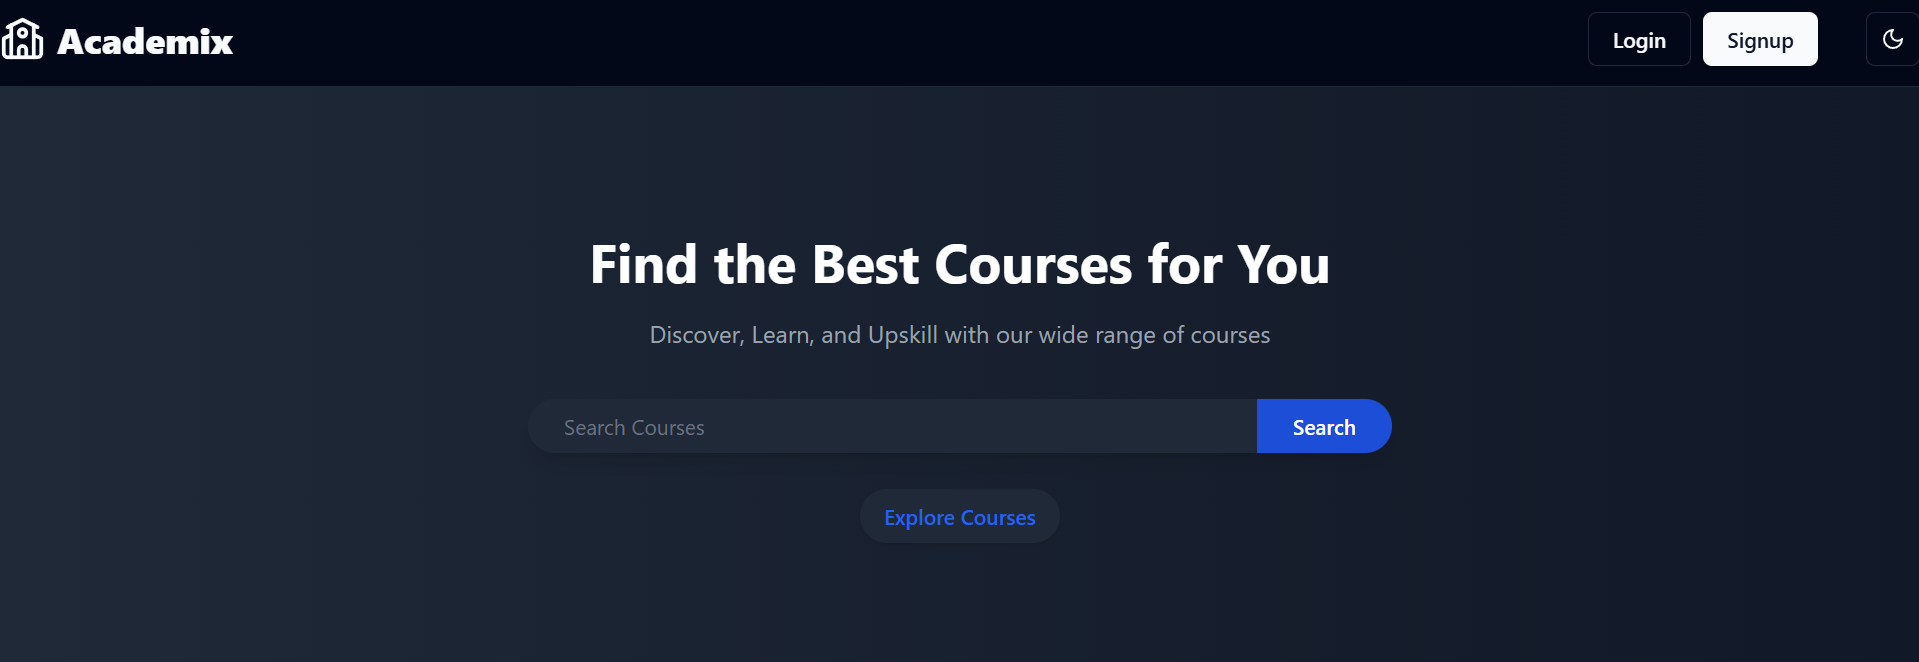 Academix
Login
Signup
Find the Best Courses for You
Discover, Learn, and Upskill with our wide range of courses
Search Courses
Search
Explore Courses